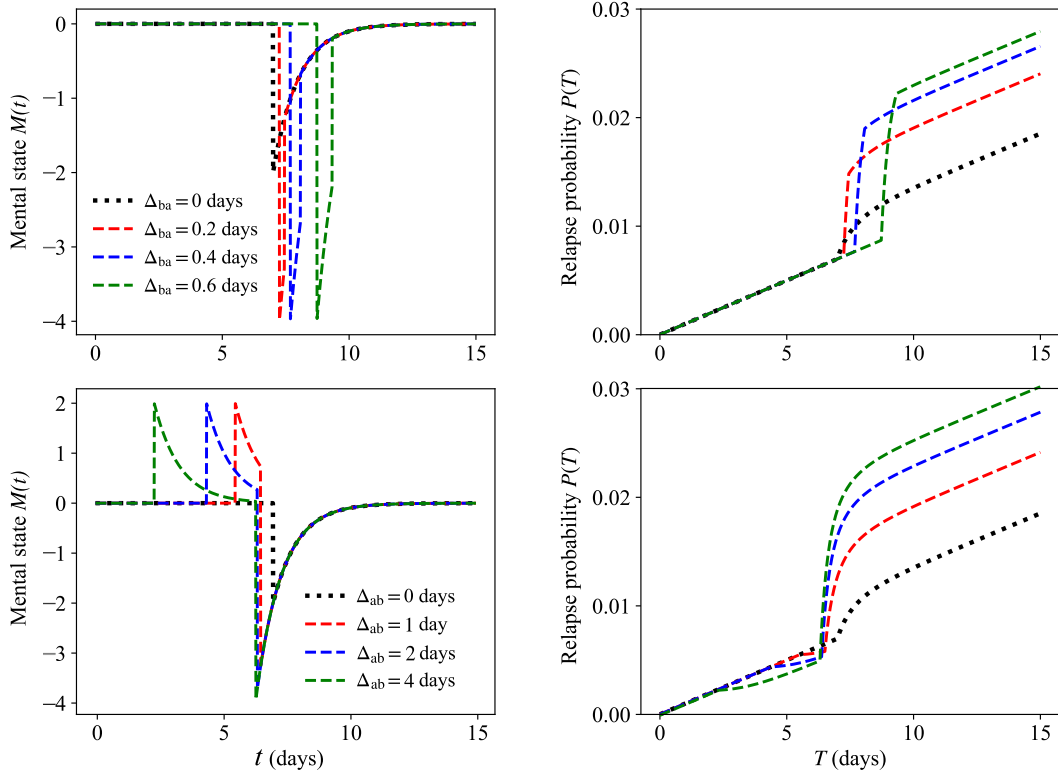 Mental state M(t)
0
−1
−2
−3
−4
0
5
10
15
Δba = 0 days
Δba = 0.2 days
Δba = 0.4 days
Δba = 0.6 days
Relapse probability P(T)
0.03
0.02
0.01
0.00
0
5
10
15
Mental state M(t)
2
1
0
−1
−2
−3
−4
0
5
10
15
t (days)
Δab = 0 days
Δab = 1 day
Δab = 2 days
Δab = 4 days
Relapse probability P(T)
0.03
0.02
0.01
0.00
0
5
10
15
T (days)